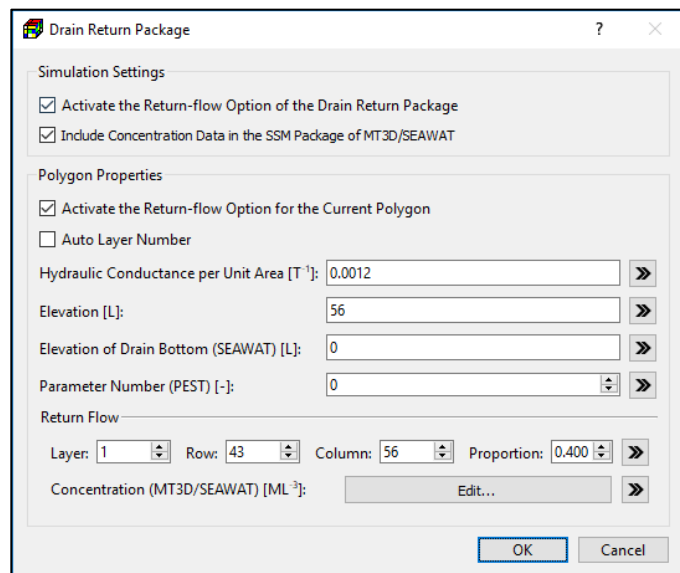 Drain Return Package ?
Simulation Settings
Activate the Return-flow Option of the Drain Return Package
Include Concentration Data in the SSM Package of MT3D/SEAWAT
Polygon Properties
Activate the Return-flow Option for the Current Polygon
Auto Layer Number
Hydraulic Conductance per Unit Area [T⁻¹]: 0.0012
Elevation [L]: 56
Elevation of Drain Bottom (SEAWAT) [L]: 0
Parameter Number (PEST) [-]: 0
Return Flow
Layer: 1 Row: 43 Column: 56 Proportion: 0.400
Concentration (MT3D/SEAWAT) [ML⁻³]: Edit...
OK Cancel